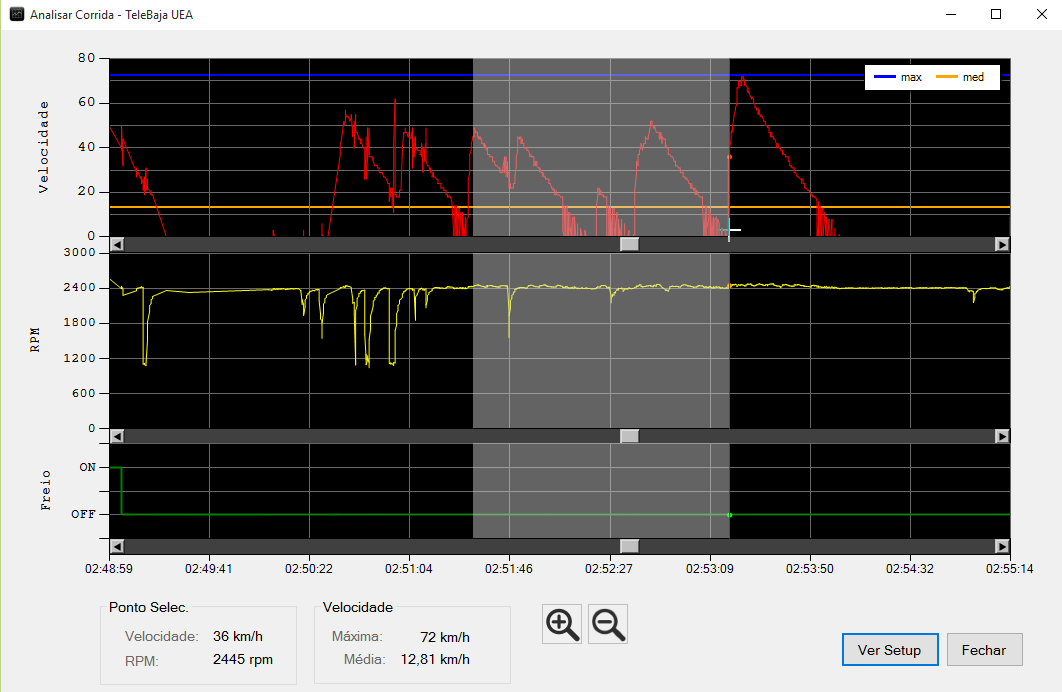 Analisar Corrida - TeleBaja UEA
max med
Velocidade
80
60
40
20
0
RPM
3000
2400
1800
1200
600
0
Freio
ON
OFF
02:48:59 02:49:41 02:50:22 02:51:04 02:51:46 02:52:27 02:53:09 02:53:50 02:54:32 02:55:14
Ponto Selec.
Velocidade: 36 km/h
RPM: 2445 rpm
Velocidade
Máxima: 72 km/h
Média: 12,81 km/h
Ver Setup
Fechar